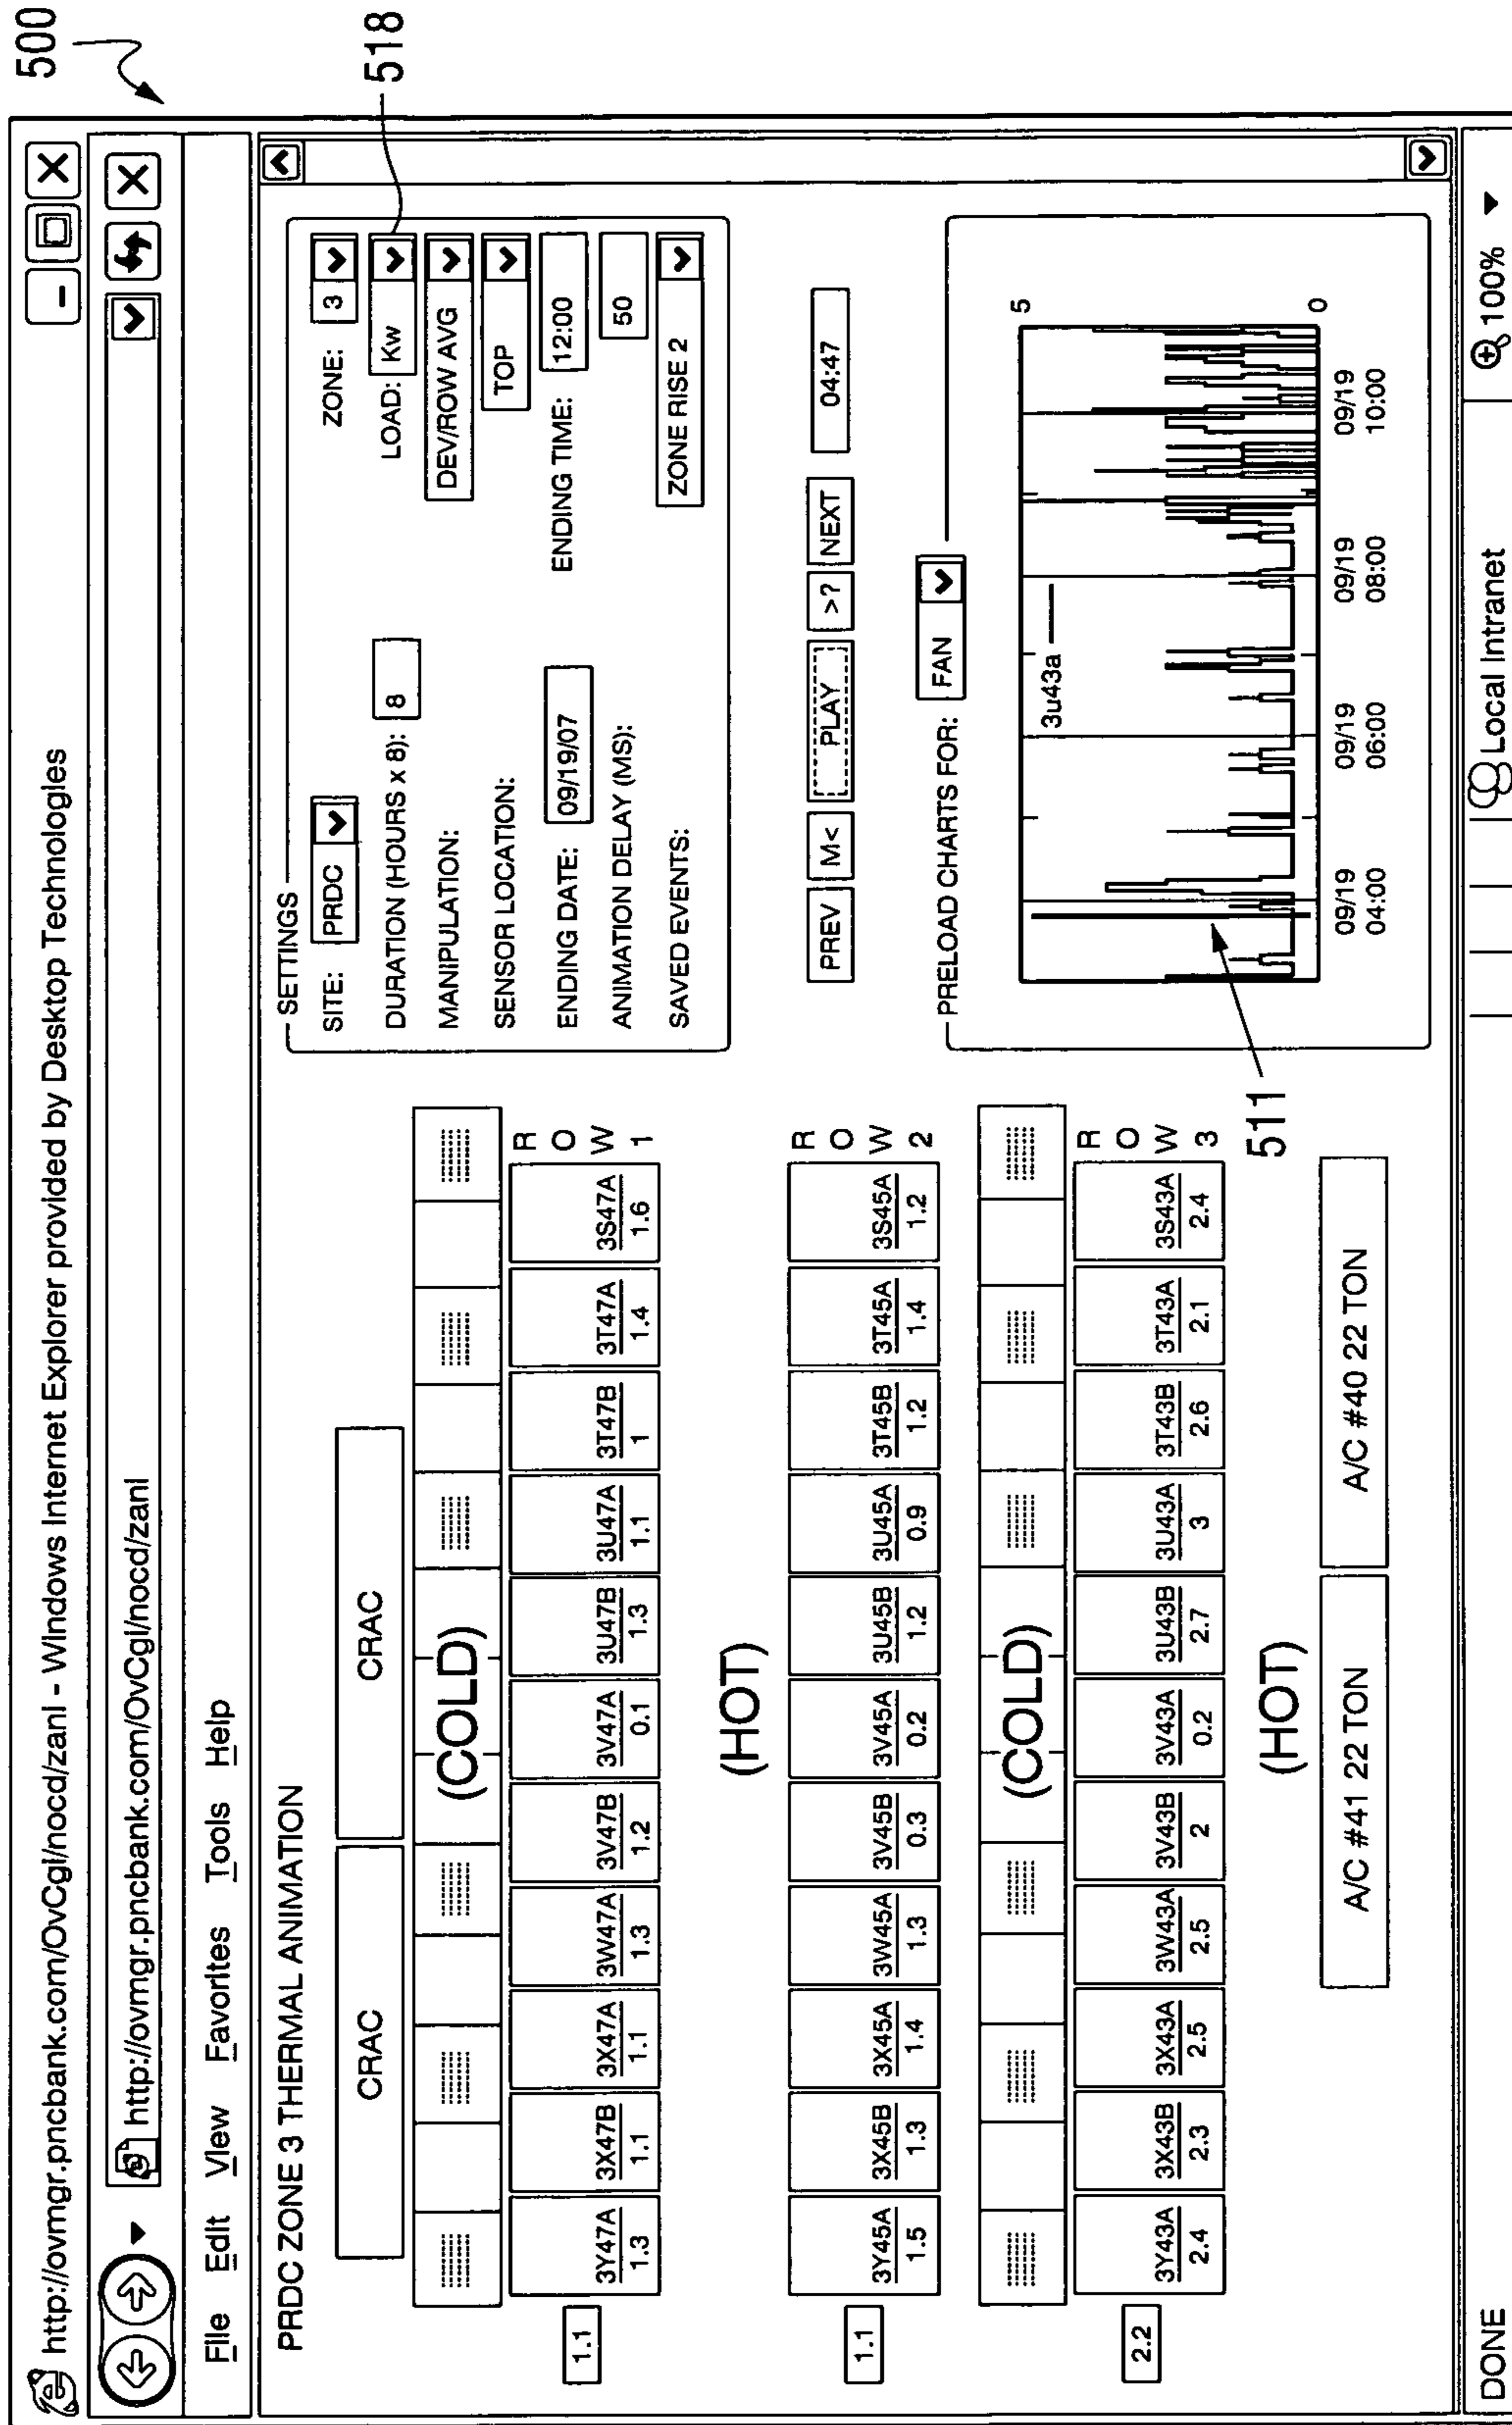 500
http://ovmgr.pncbank.com/OvCgl/nocd/zanl - Windows Internet Explorer provided by Desktop Technologies
http://ovmgr.pncbank.com/OvCgl/nocd/zanl
File Edit View Favorites Tools Help
PRDC ZONE 3 THERMAL ANIMATION
CRAC CRAC
(COLD)
3Y47A 3X47B 3X47A 3W47A 3V47B 3V47A 3U47B 3U47A 3T47B 3T47A 3S47A
1.3 1.1 1.1 1.3 1.2 0.1 1.3 1.1 1 1.4 1.6
1.1
ROW 1
(HOT)
3Y45A 3X45B 3X45A 3W45A 3V45B 3V45A 3U45B 3U45A 3T45B 3T45A 3S45A
1.5 1.3 1.4 1.3 0.3 0.2 1.2 0.9 1.2 1.4 1.2
1.1
ROW 2
(COLD)
3Y43A 3X43B 3X43A 3W43A 3V43B 3V43A 3U43B 3U43A 3T43B 3T43A 3S43A
2.4 2.3 2.5 2.5 2 0.2 2.7 3 2.6 2.1 2.4
2.2
ROW 3
(HOT)
A/C #41 22 TON A/C #40 22 TON
SETTINGS
SITE: PRDC ZONE: 3
DURATION (HOURS x 8): 8 LOAD: Kw
518
MANIPULATION: DEV/ROW AVG
SENSOR LOCATION: TOP
ENDING DATE: 09/19/07 ENDING TIME: 12:00
ANIMATION DELAY (MS): 50
SAVED EVENTS: ZONE RISE 2
PREV M< PLAY >? NEXT 04:47
PRELOAD CHARTS FOR: FAN
3u43a
5
0
09/19 09/19 09/19 09/19
04:00 06:00 08:00 10:00
511
DONE Local Intranet 100%